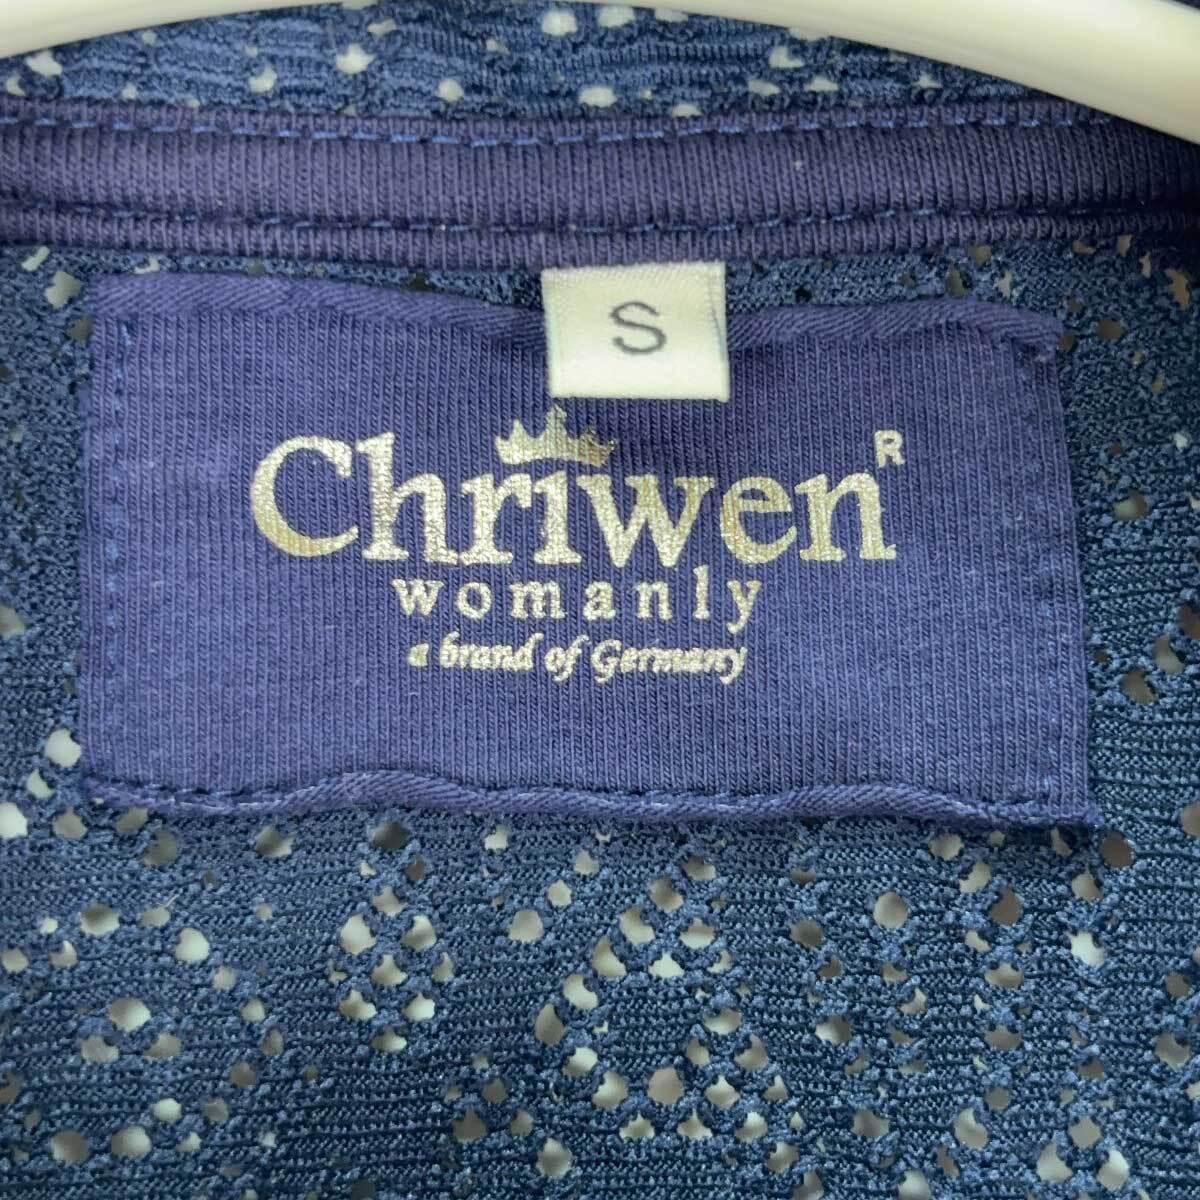 S
Chriwen R
womanly
a brand of Germany